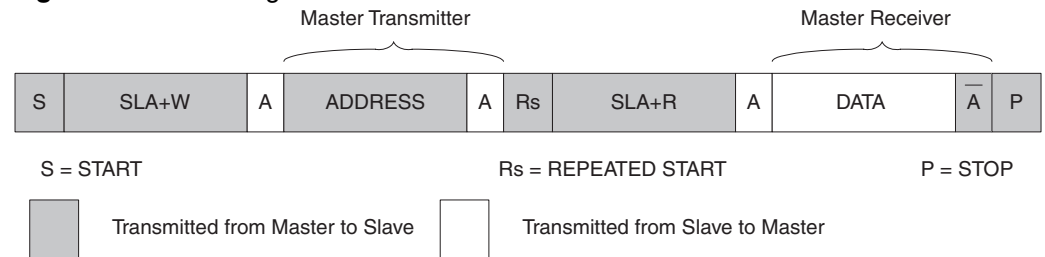 Master Transmitter Master Receiver
S SLA+W A ADDRESS A Rs SLA+R A DATA A̅ P
S = START Rs = REPEATED START P = STOP
Transmitted from Master to Slave Transmitted from Slave to Master